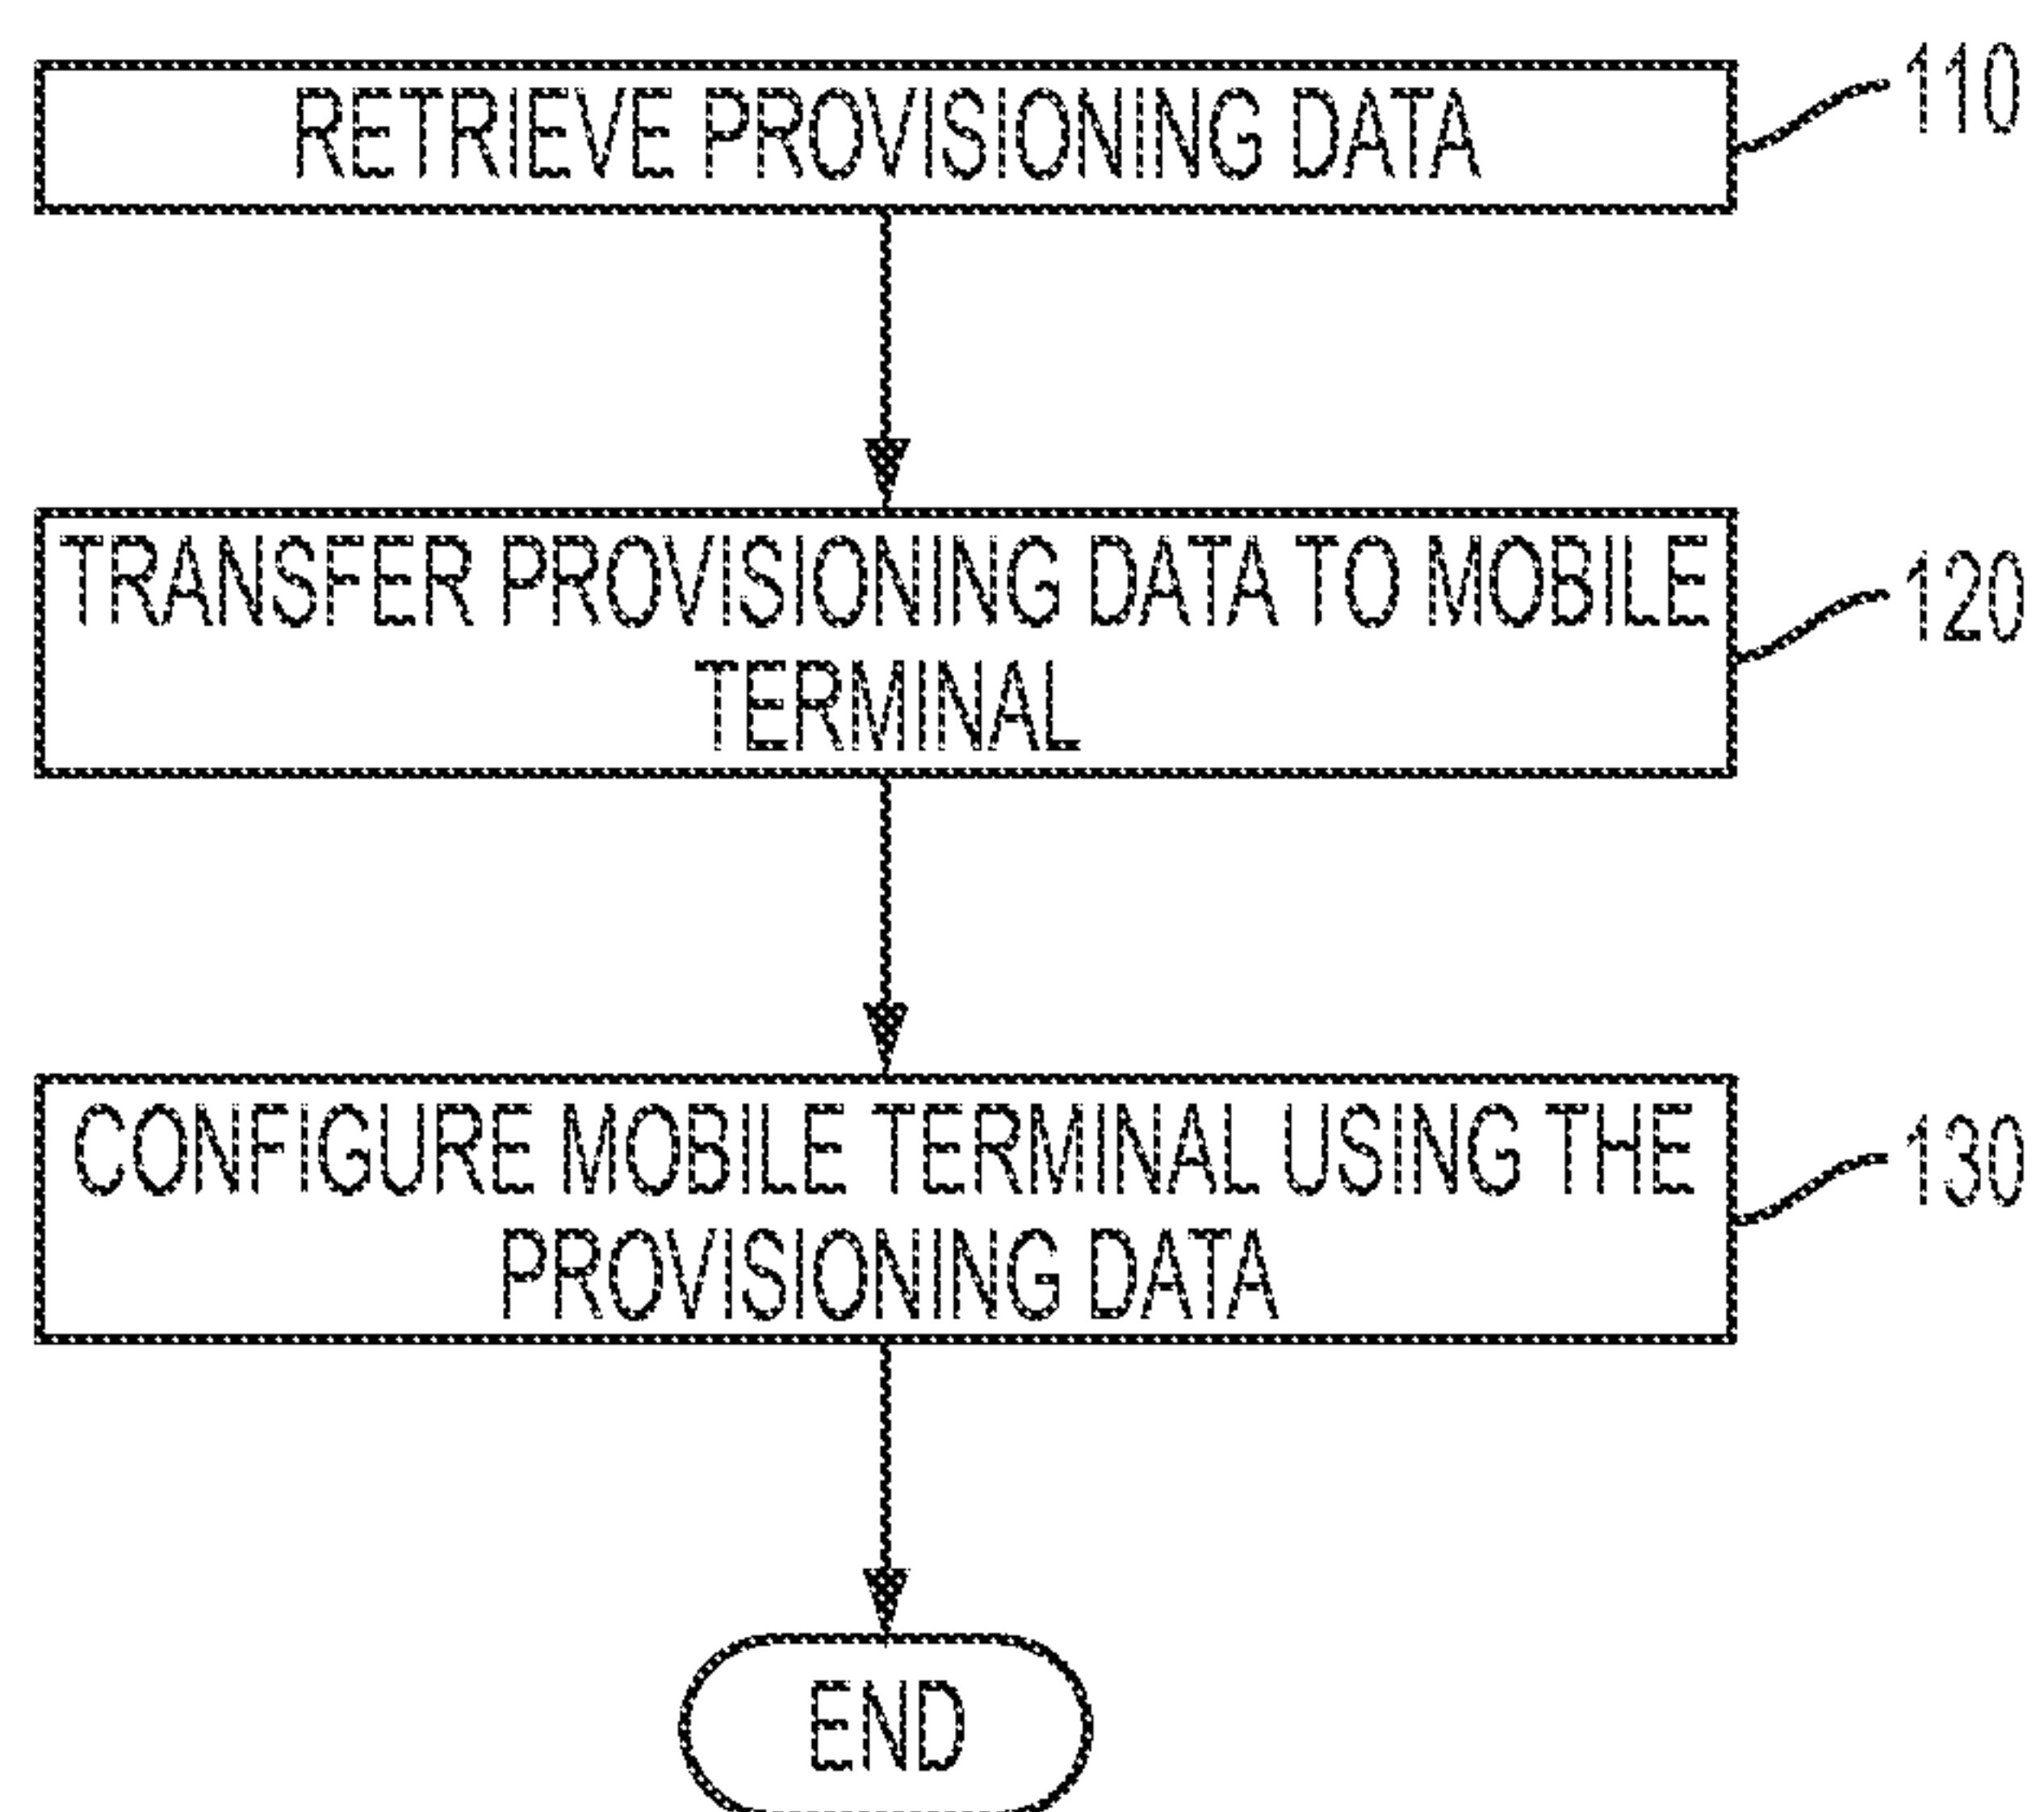 RETRIEVE PROVISIONING DATA
110
TRANSFER PROVISIONING DATA TO MOBILE
TERMINAL
120
CONFIGURE MOBILE TERMINAL USING THE
PROVISIONING DATA
130
END